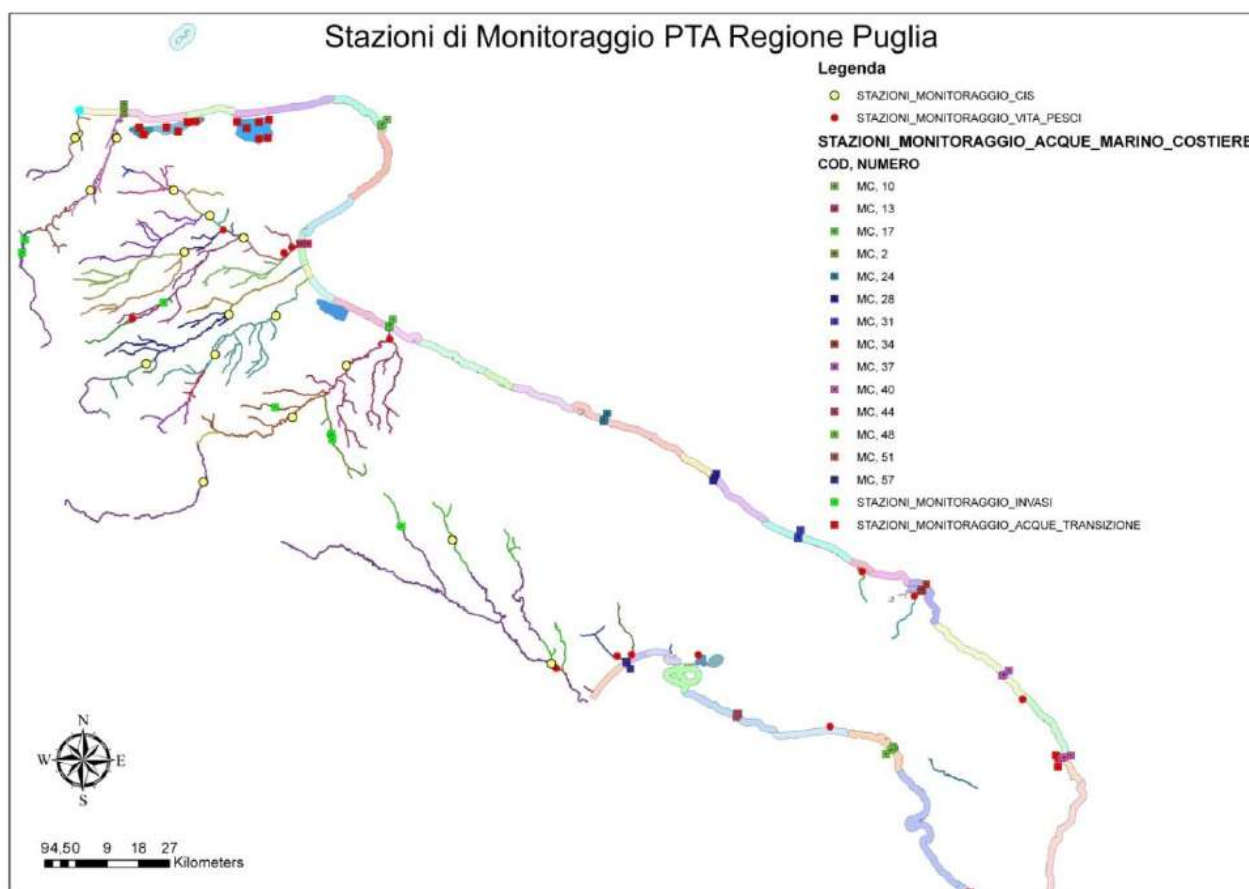 Stazioni di Monitoraggio PTA Regione Puglia
Legenda
STAZIONI_MONITORAGGIO_CIS
STAZIONI_MONITORAGGIO_VITA_PESCI
STAZIONI_MONITORAGGIO_ACQUE_MARINO_COSTIERE
COD, NUMERO
MC, 10
MC, 13
MC, 17
MC, 2
MC, 24
MC, 28
MC, 31
MC, 34
MC, 37
MC, 40
MC, 44
MC, 48
MC, 51
MC, 57
STAZIONI_MONITORAGGIO_INVASI
STAZIONI_MONITORAGGIO_ACQUE_TRANSIZIONE
N
W E
S
94,50 9 18 27
Kilometers